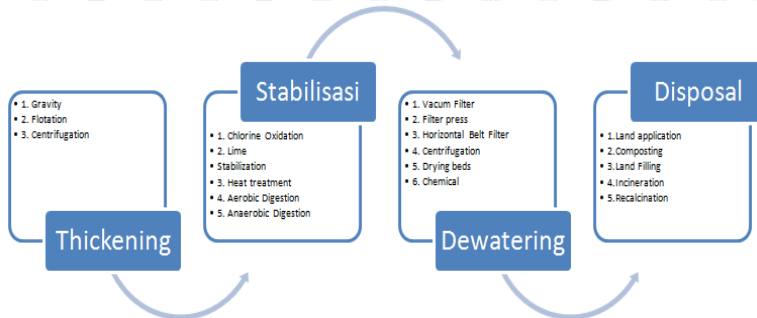 • 1. Gravity
• 2. Flotation
• 3. Centrifugation
Thickening
Stabilisasi
• 1. Chlorine Oxidation
• 2. Lime
Stabilization
• 3. Heat treatment
• 4. Aerobic Digestion
• 5. Anaerobic Digestion
• 1. Vacum Filter
• 2. Filter press
• 3. Horizontal Belt Filter
• 4. Centrifugation
• 5. Drying beds
• 6. Chemical
Dewatering
Disposal
• 1.Land application
• 2.Composting
• 3.Land Filling
• 4.Incineration
• 5.Recalcination